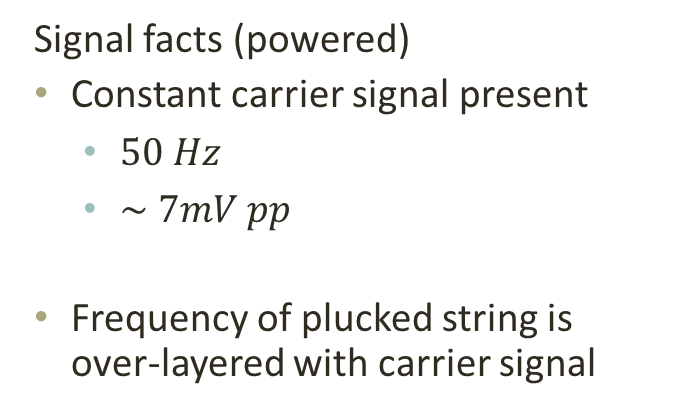 Signal facts (powered)
• Constant carrier signal present
• 50 Hz
• ~ 7mV pp
• Frequency of plucked string is
over-layered with carrier signal